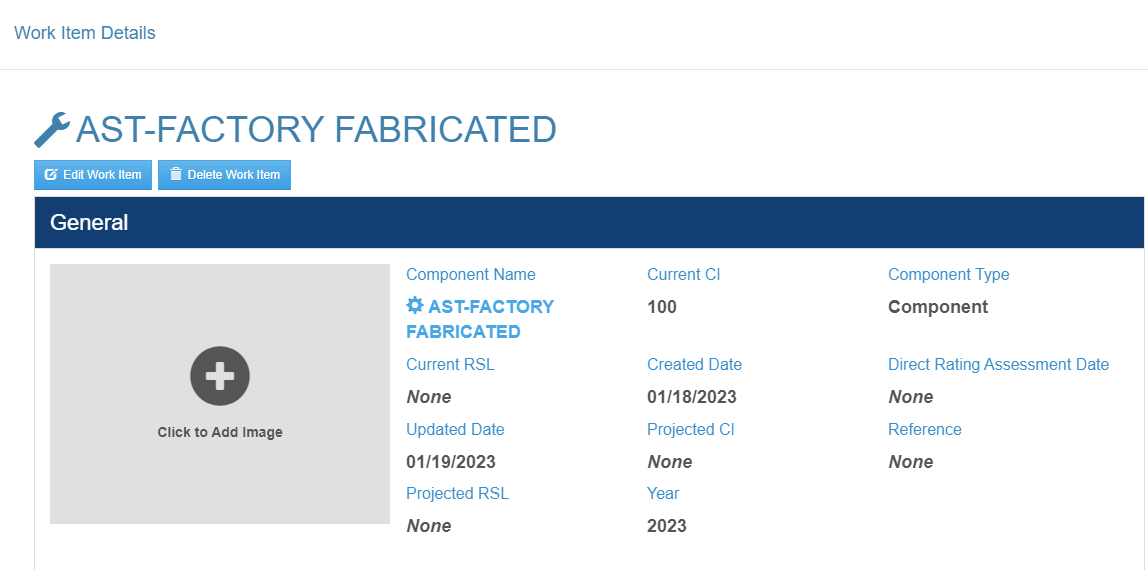 Work Item Details
AST-FACTORY FABRICATED
Edit Work Item Delete Work Item
General
Click to Add Image
Component Name Current CI Component Type
AST-FACTORY
FABRICATED 100 Component
Current RSL Created Date Direct Rating Assessment Date
None 01/18/2023 None
Updated Date Projected CI Reference
01/19/2023 None None
Projected RSL Year
None 2023